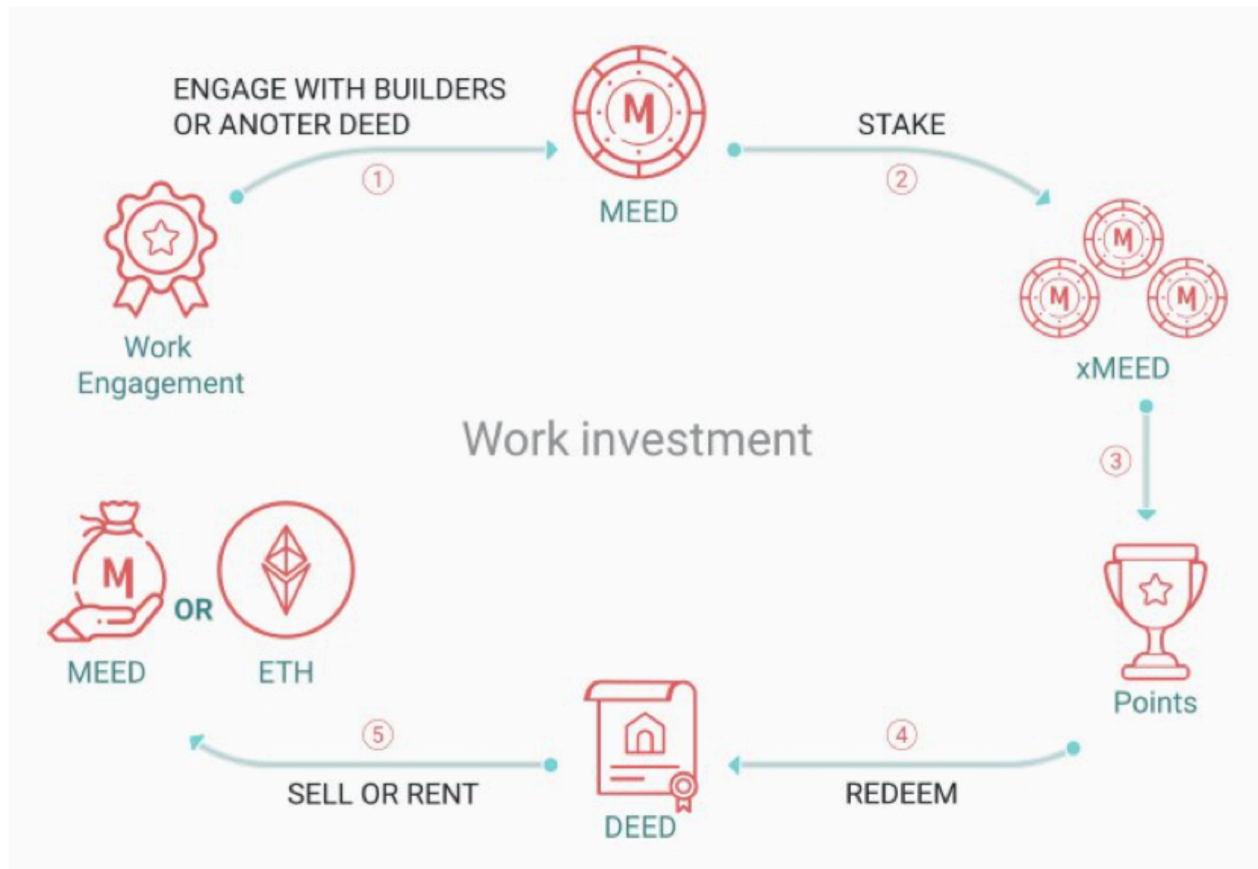 ENGAGE WITH BUILDERS
OR ANOTER DEED
1
M
MEED
STAKE
2
Work
Engagement
M
M
M
xMEED
Work investment
3
M
OR
MEED
ETH
Points
5
SELL OR RENT
DEED
4
REDEEM